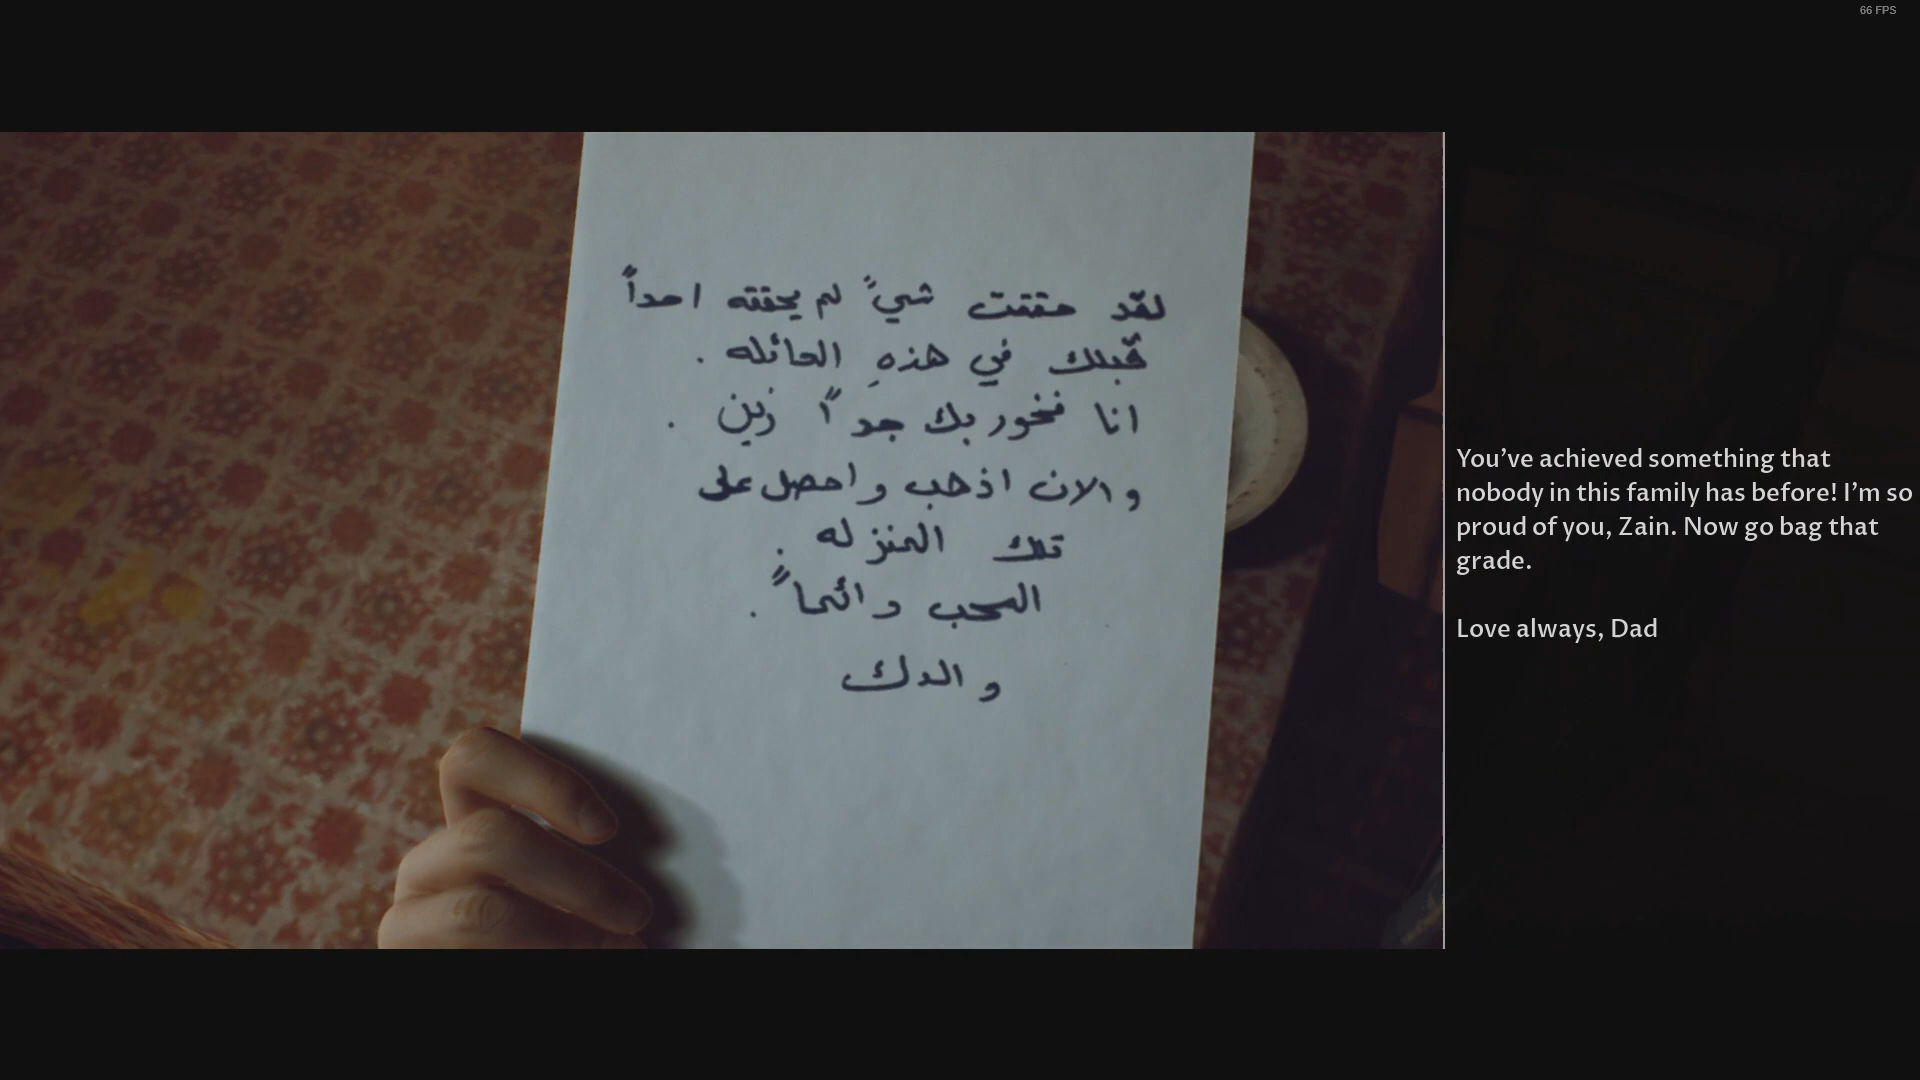 66 FPS
لقد حققت شيءً لم يحققه احداً
قبلك في هذهِ العائله .
انا فخور بك جداً زين .
والان اذهب واحصل على
تلك المنزله .
المحب دائماً .
والدك
You've achieved something that
nobody in this family has before! I'm so
proud of you, Zain. Now go bag that
grade.
Love always, Dad